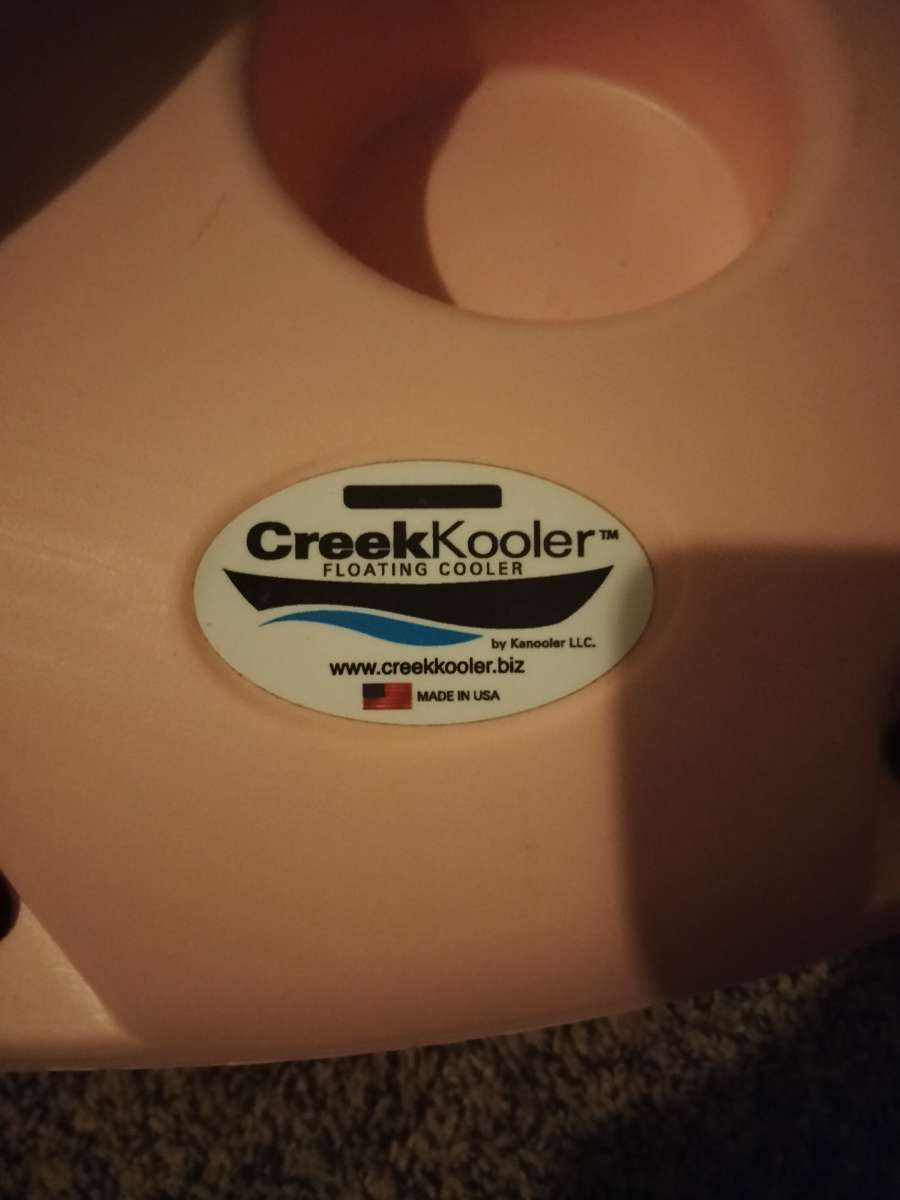 CreekKooler™
FLOATING COOLER
by Kanooler LLC.
www.creekkooler.biz
MADE IN USA